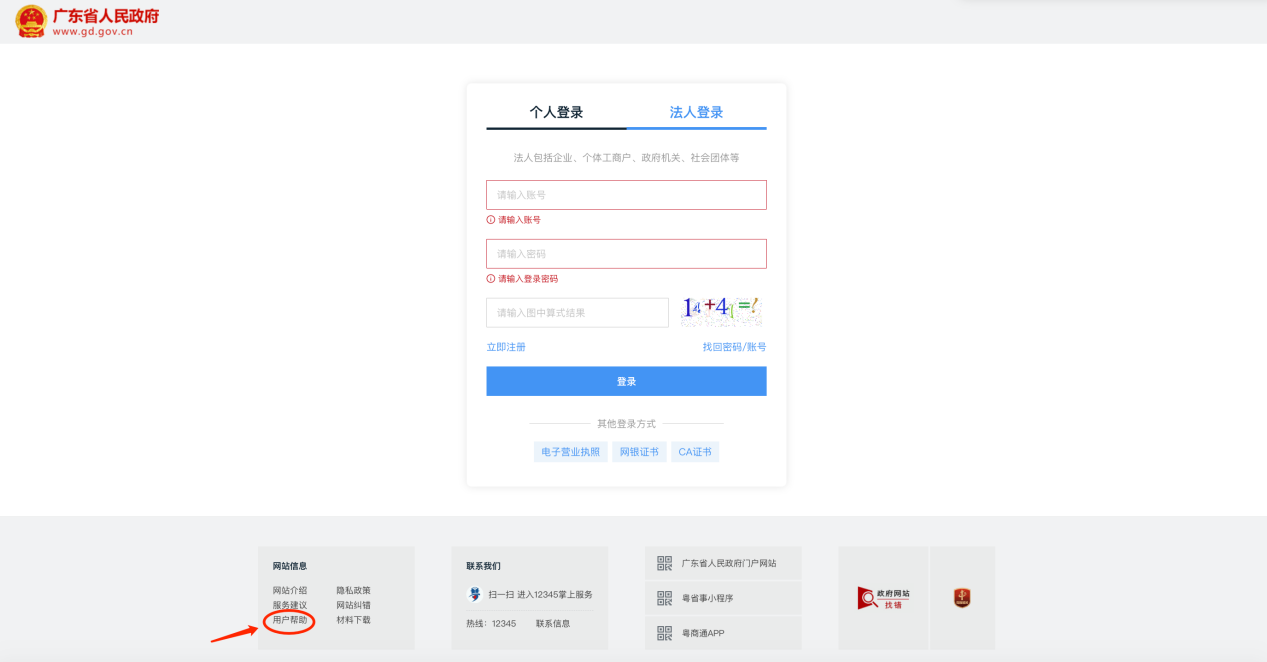 广东省人民政府
www.gd.gov.cn
个人登录 法人登录
法人包括企业、个体工商户、政府机关、社会团体等
请输入账号
请输入账号
请输入密码
请输入登录密码
请输入图中算式结果
立即注册 找回密码/账号
登录
其他登录方式
电子营业执照 网银证书 CA证书
网站信息
网站介绍 隐私政策
服务建议 网站纠错
用户帮助 材料下载
联系我们
扫一扫 进入12345掌上服务
热线：12345 联系信息
广东省人民政府门户网站
粤省事小程序
粤商通APP
政府网站
找错